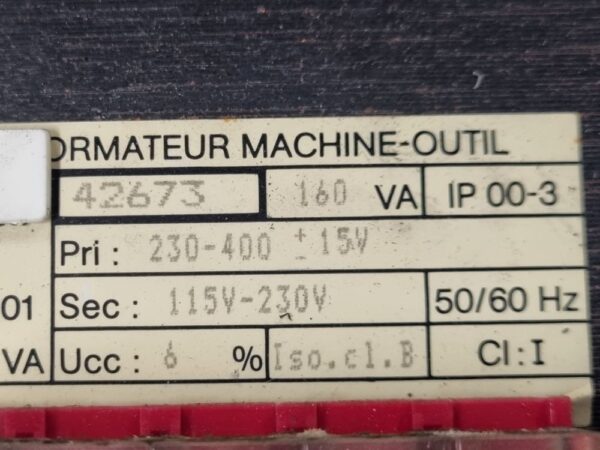 ORMATEUR MACHINE-OUTIL
42673 160 VA IP 00-3
Pri : 230-400 ± 15V
01 Sec : 115V-230V 50/60 Hz
VA Ucc : 6 % Iso.cl.B Cl : I